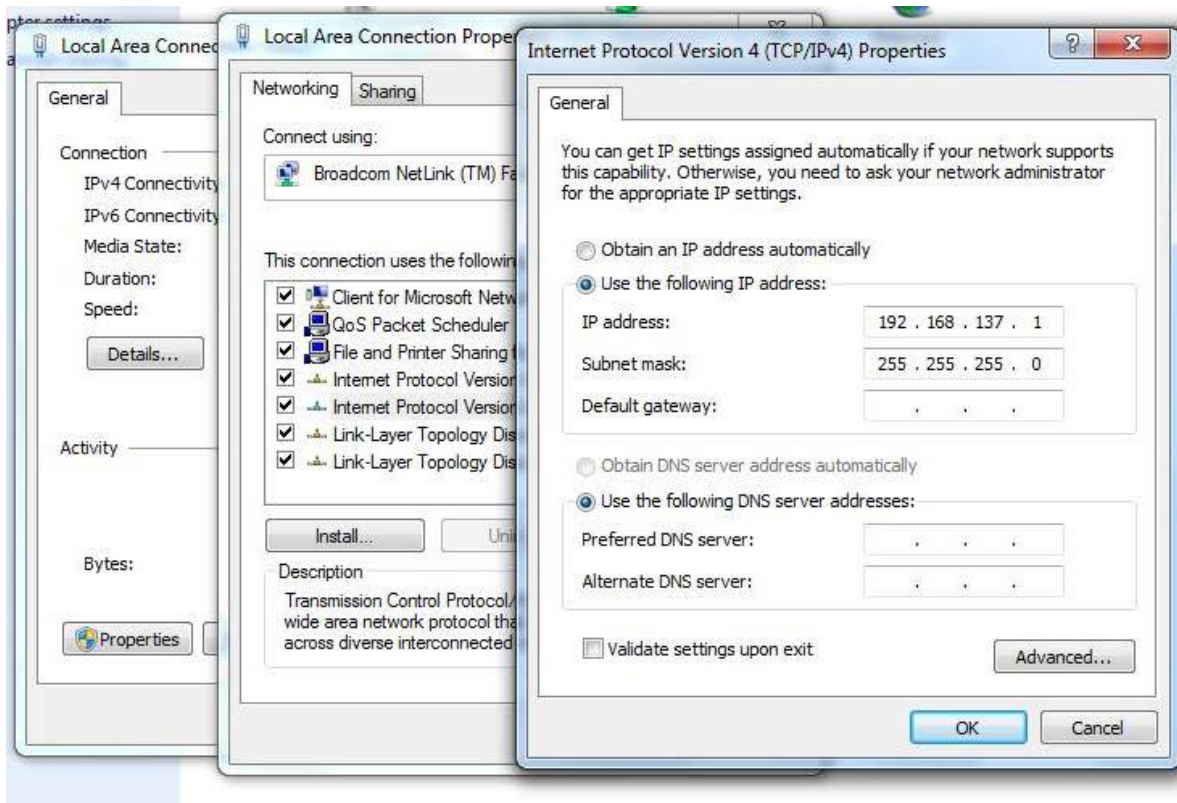 Local Area Connec
General
Connection
IPv4 Connectivity
IPv6 Connectivity
Media State:
Duration:
Speed:
Details...
Activity
Bytes:
Properties
Local Area Connection Proper
Networking
Sharing
Connect using:
Broadcom NetLink (TM) Fa
This connection uses the followin
Client for Microsoft Netw
QoS Packet Scheduler
File and Printer Sharing f
Internet Protocol Version
Internet Protocol Version
Link-Layer Topology Dis
Link-Layer Topology Dis
Install...
Uni
Description
Transmission Control Protocol/
wide area network protocol tha
across diverse interconnected
Internet Protocol Version 4 (TCP/IPv4) Properties
General
You can get IP settings assigned automatically if your network supports
this capability. Otherwise, you need to ask your network administrator
for the appropriate IP settings.
Obtain an IP address automatically
Use the following IP address:
IP address: 192 . 168 . 137 . 1
Subnet mask: 255 . 255 . 255 . 0
Default gateway: . . .
Obtain DNS server address automatically
Use the following DNS server addresses:
Preferred DNS server: . . .
Alternate DNS server: . . .
Validate settings upon exit
Advanced...
OK
Cancel